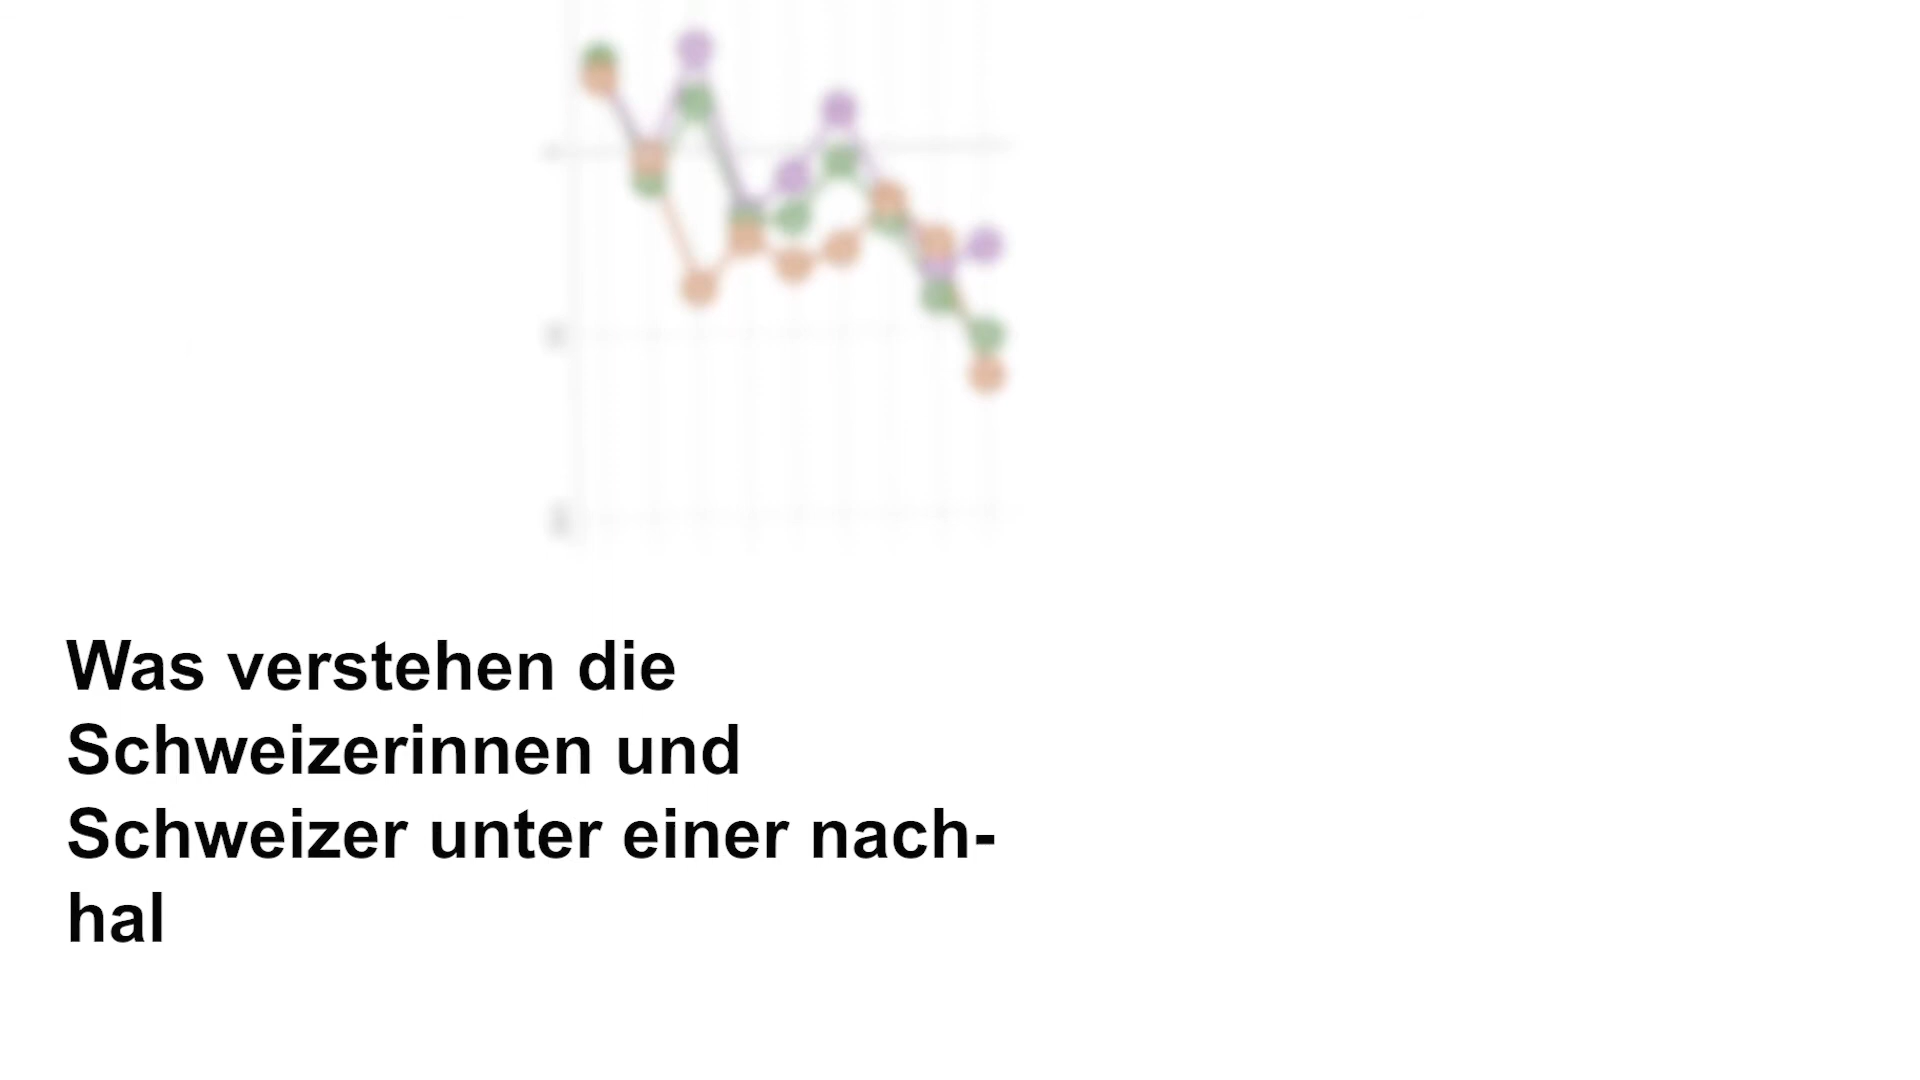 Was verstehen die
Schweizerinnen und
Schweizer unter einer nach-
hal